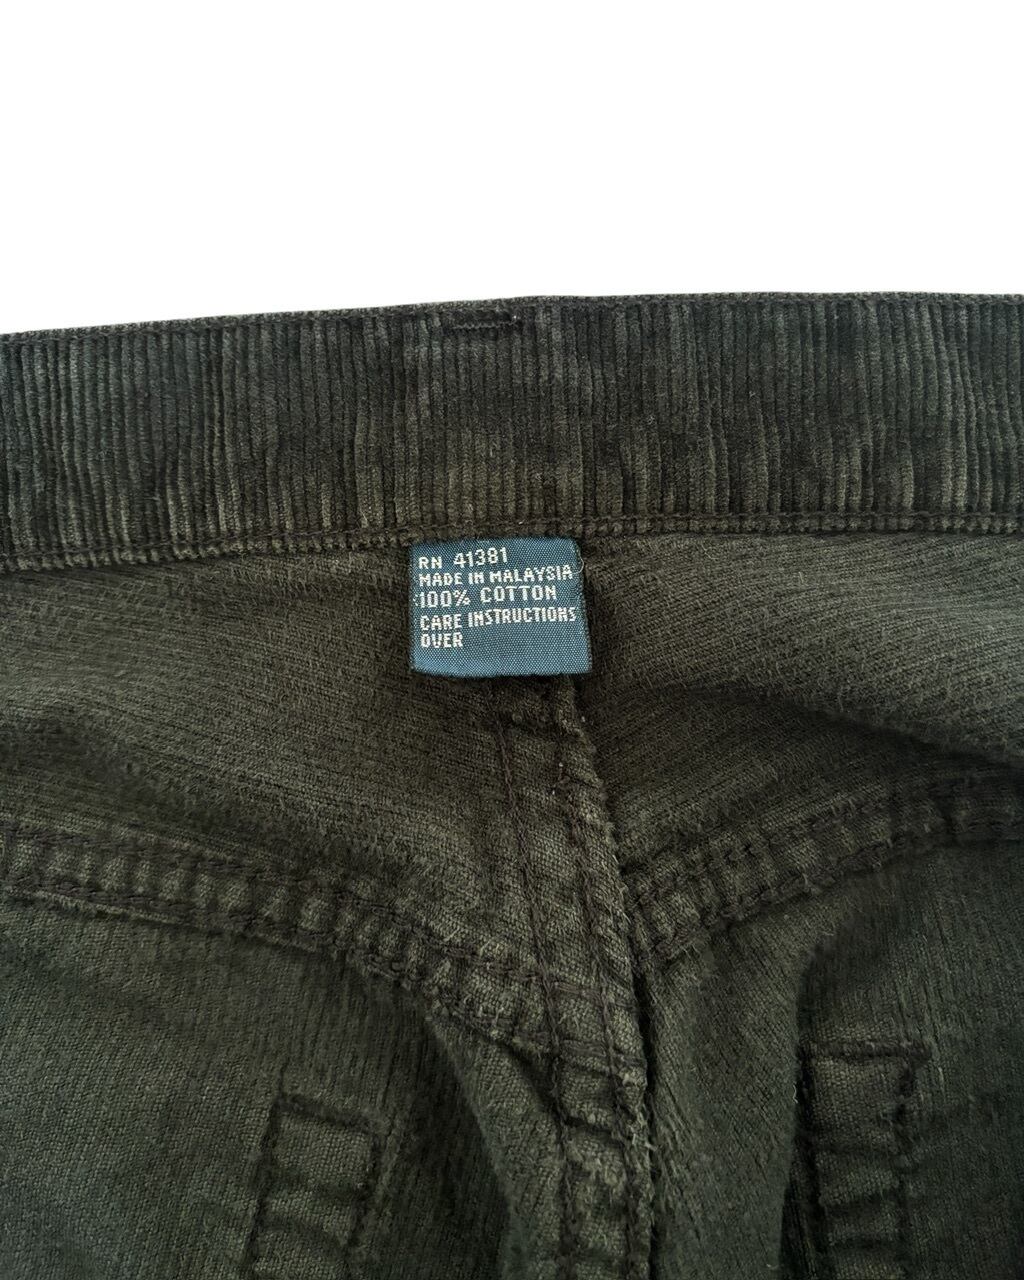 RN 41381
MADE IN MALAYSIA
100% COTTON
CARE INSTRUCTIONS
OVER